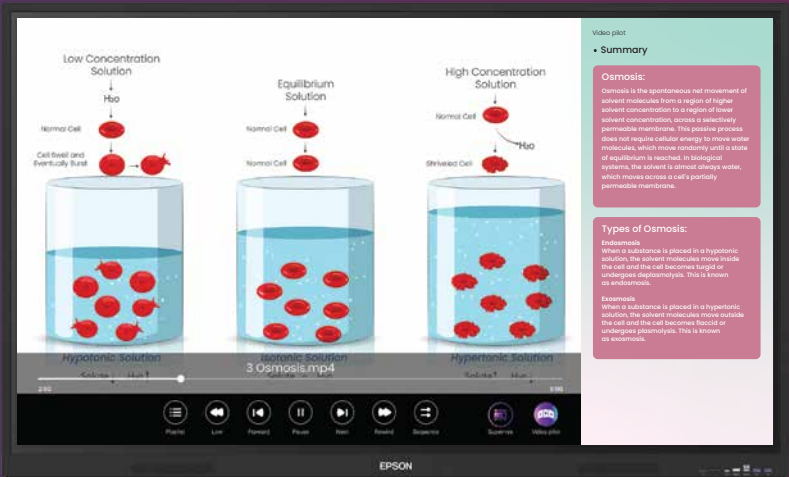 Low Concentration
Solution
H₂O
Normal Cell
Cell Swell and
Eventually Burst
Equilibrium
Solution
Normal Cell
Normal Cell
High Concentration
Solution
Normal Cell
H₂O
Shriveled Cell
Hypotonic Solution
Isotonic Solution
Hypertonic Solution
3 Osmosis.mp4
Playlist
Pause
Next
Rewind
Sequence
Video pilot
Video pilot
• Summary
Osmosis:
Osmosis is the spontaneous net movement of
solvent molecules from a region of higher
solvent concentration to a region of lower
solvent concentration, across a selectively
permeable membrane. This passive process
does not require cellular energy to move water
molecules, which move randomly until a state
of equilibrium is reached. In biological
systems, the solvent is almost always water,
which moves across a cell's partially
permeable membrane.
Types of Osmosis:
Endosmosis
When a substance is placed in a hypotonic
solution, the solvent molecules move inside
the cell and the cell becomes turgid or
undergoes deplasmolysis. This is known
as endosmosis.
Exosmosis
When a substance is placed in a hypertonic
solution, the solvent molecules move outside
the cell and the cell becomes flaccid or
undergoes plasmolysis. This is known
as exosmosis.
EPSON